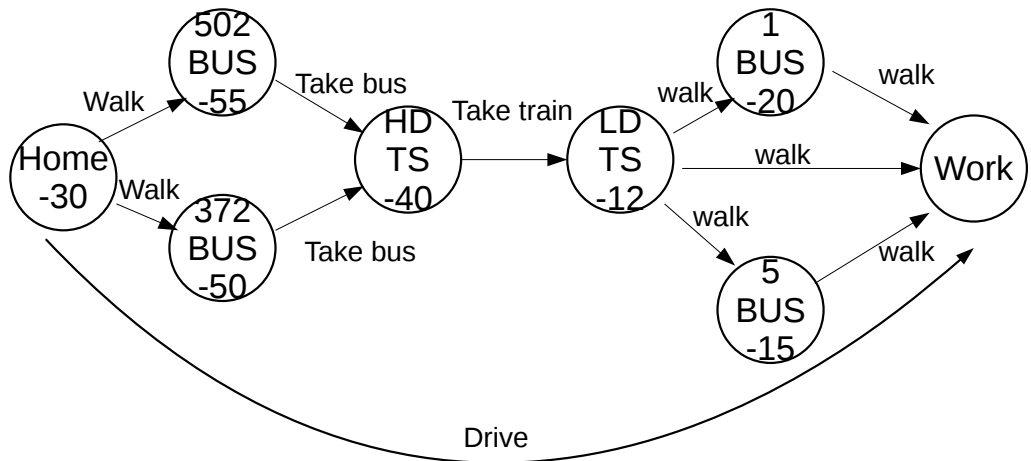 502
BUS
-55
Walk
Home
-30
Walk
372
BUS
-50
Take bus
HD
TS
-40
Take bus
Take train
LD
TS
-12
walk
1
BUS
-20
walk
walk
walk
5
BUS
-15
walk
Work
Drive